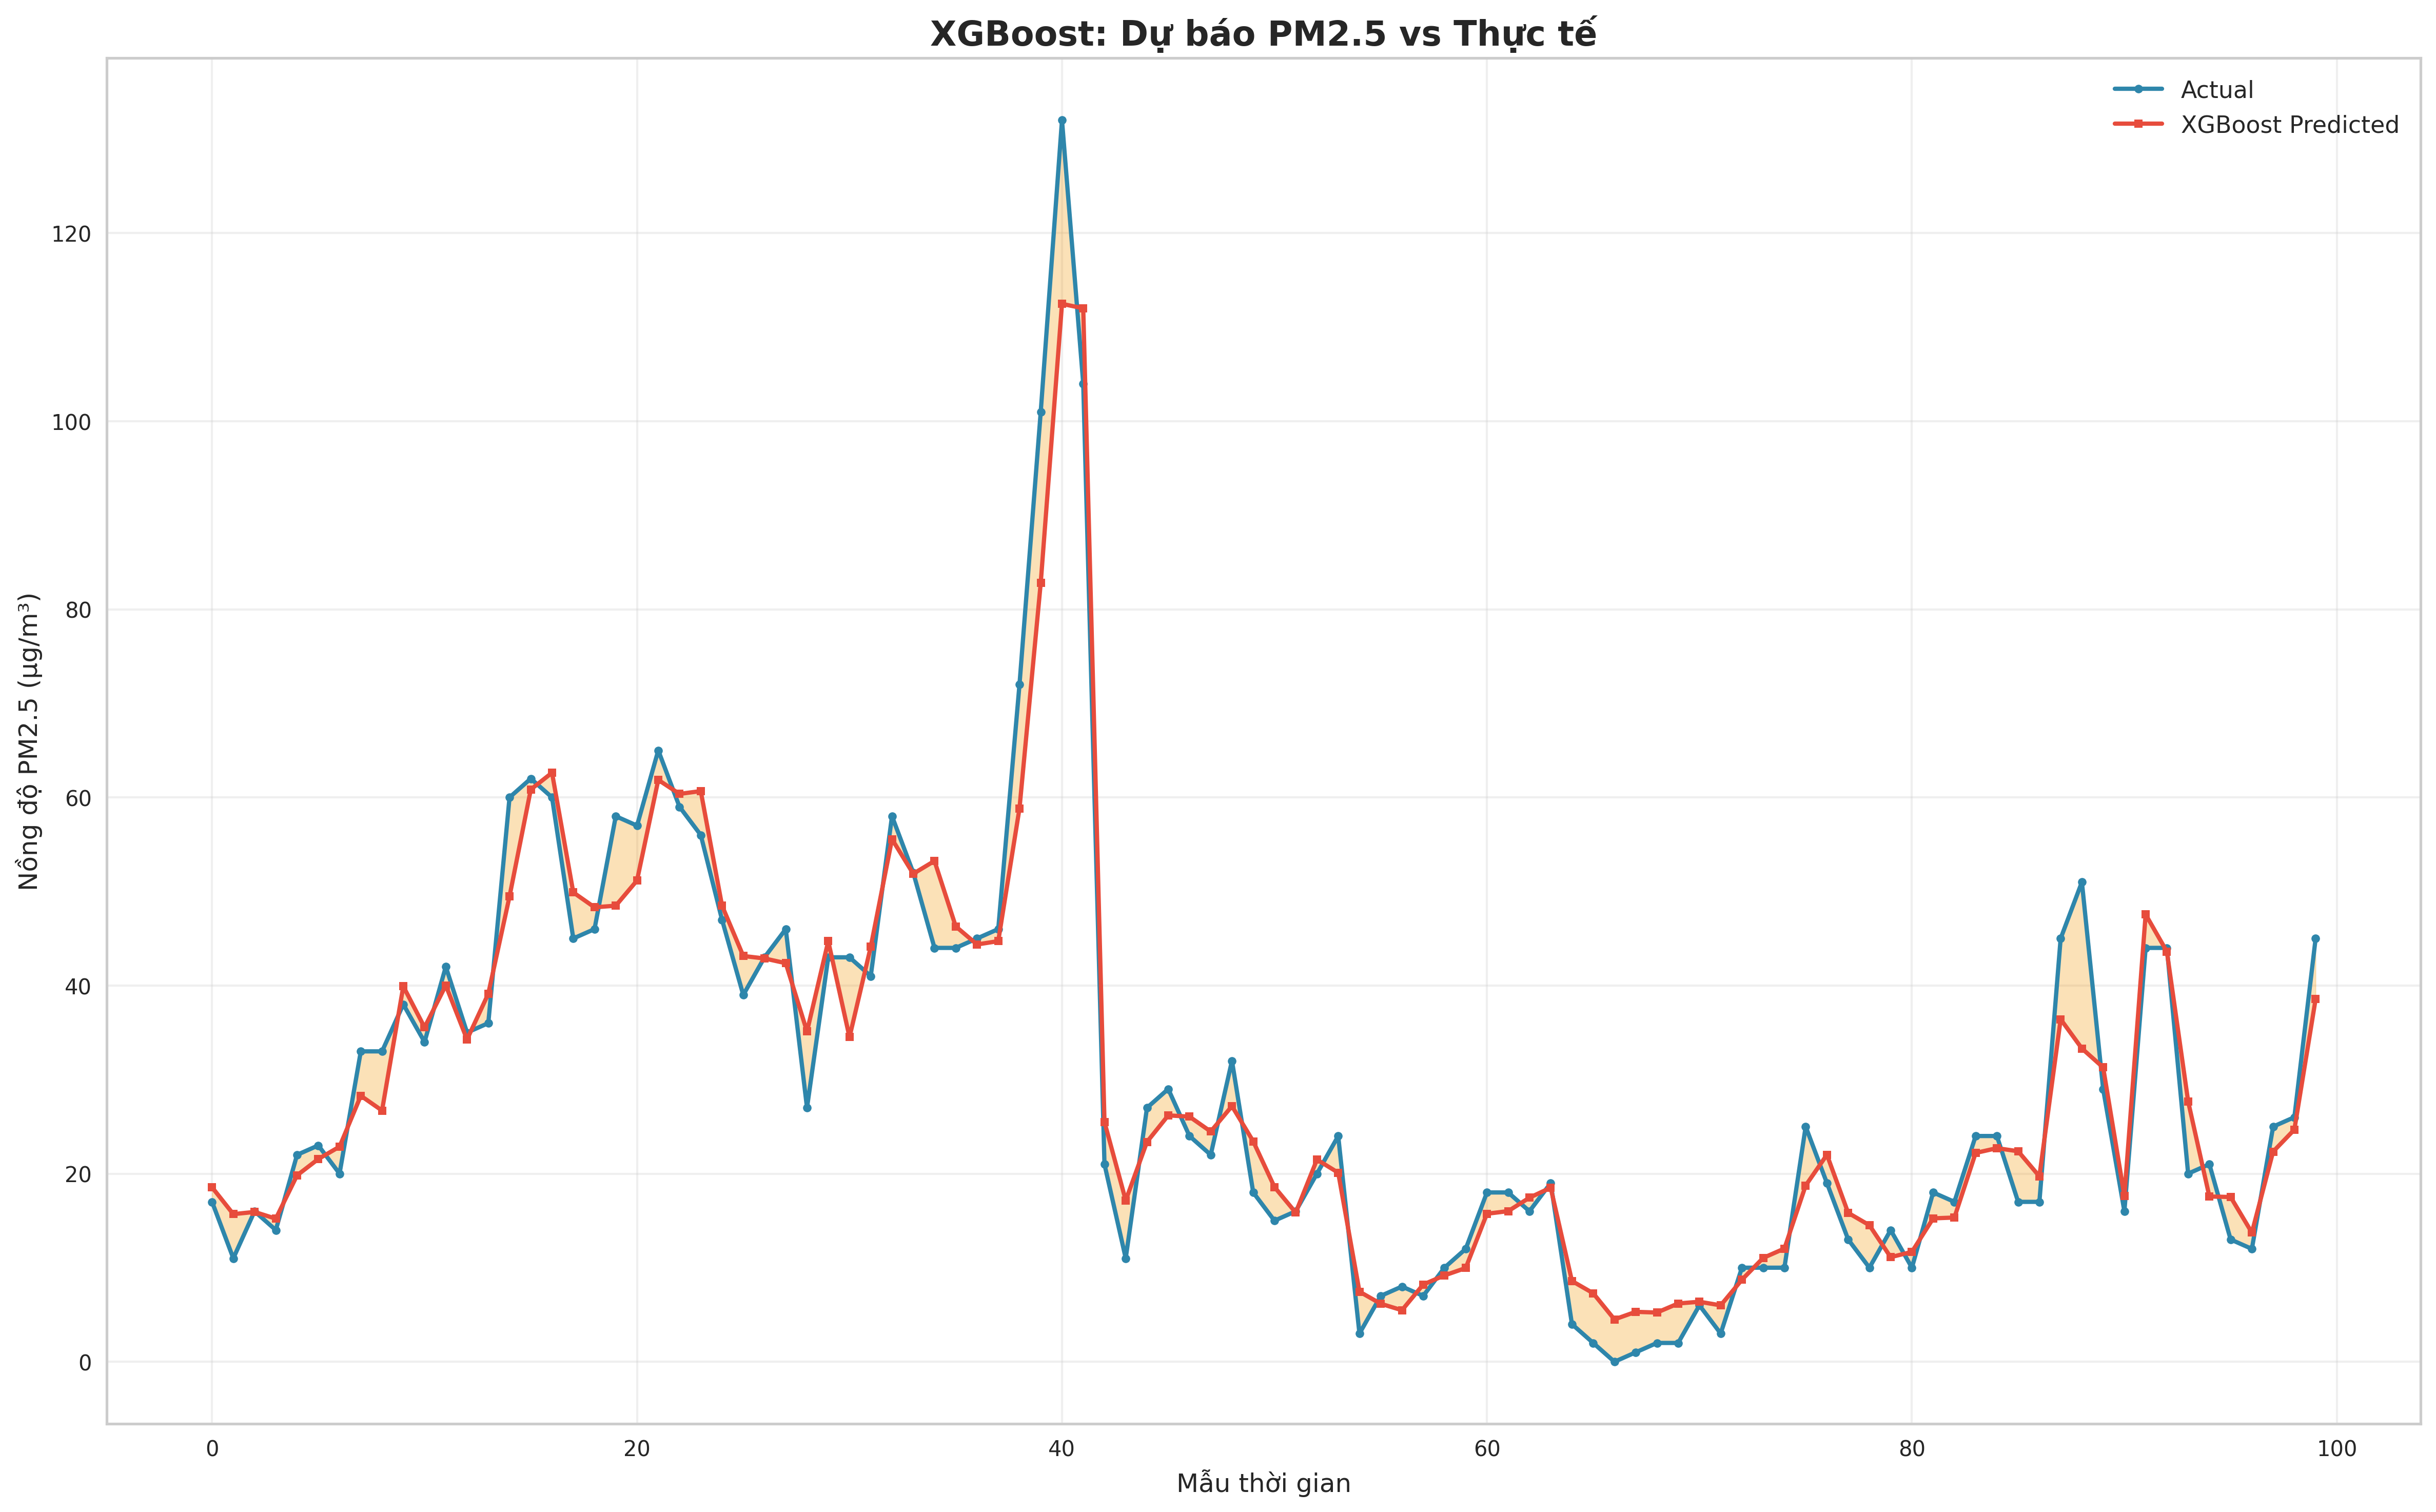 XGBoost: Dự báo PM2.5 vs Thực tế
Actual
XGBoost Predicted
Nồng độ PM2.5 (µg/m³)
120
100
80
60
40
20
0
0 20 40 60 80 100
Mẫu thời gian